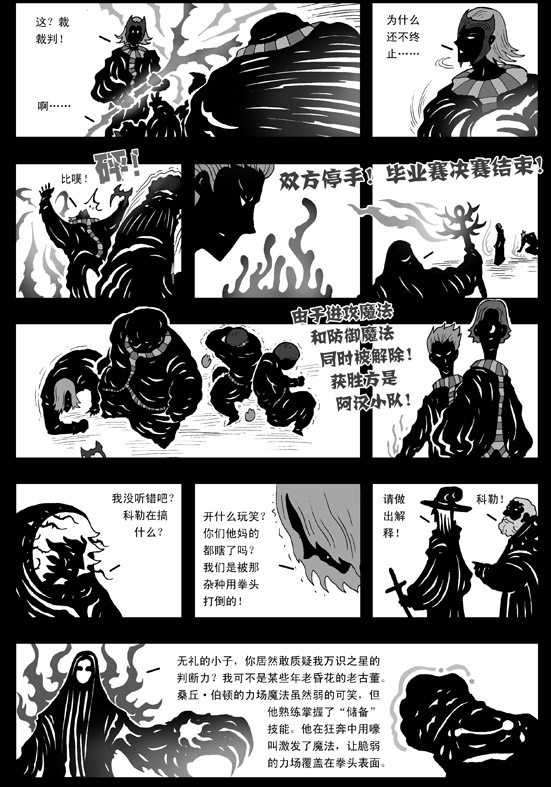 这？裁
裁判！
啊……
为什么
还不终
止……
比噗！
砰！
双方停手！毕业赛决赛结束！
由于进攻魔法
和防御魔法
同时被解除！
获胜方是
阿汉小队！
我没听错吧？
科勒在搞
什么？
开什么玩笑？
你们他妈的
都瞎了吗？
我们是被那
杂种用拳头
打倒的！
请做
出解
释！
科勒！
无礼的小子，你居然敢质疑我万识之星的
判断力？我可不是某些年老昏花的老古董。
桑丘·伯顿的力场魔法虽然弱的可笑，但
他熟练掌握了“储备”
技能。他在狂奔中用嚎
叫激发了魔法，让脆弱
的力场覆盖在拳头表面。